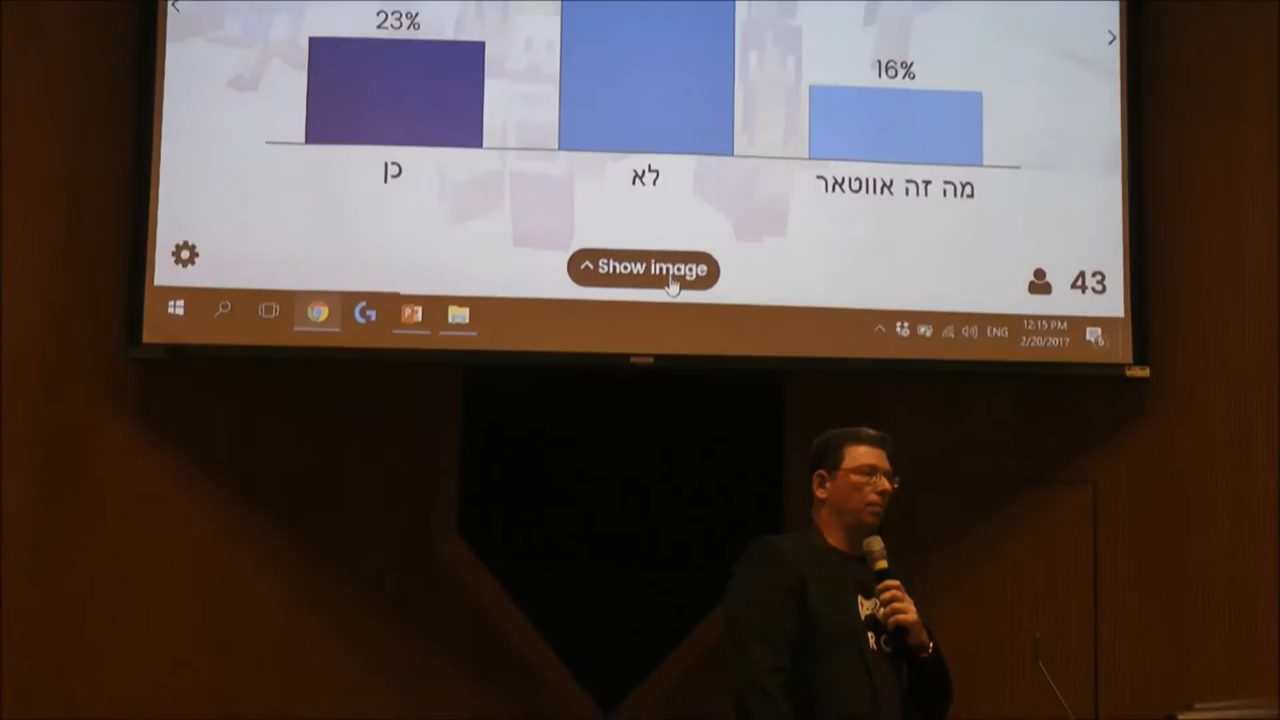 23%
16%
כן
לא
מה זה אווטאר
Show image
43
ENG
12:15 PM
2/20/2017